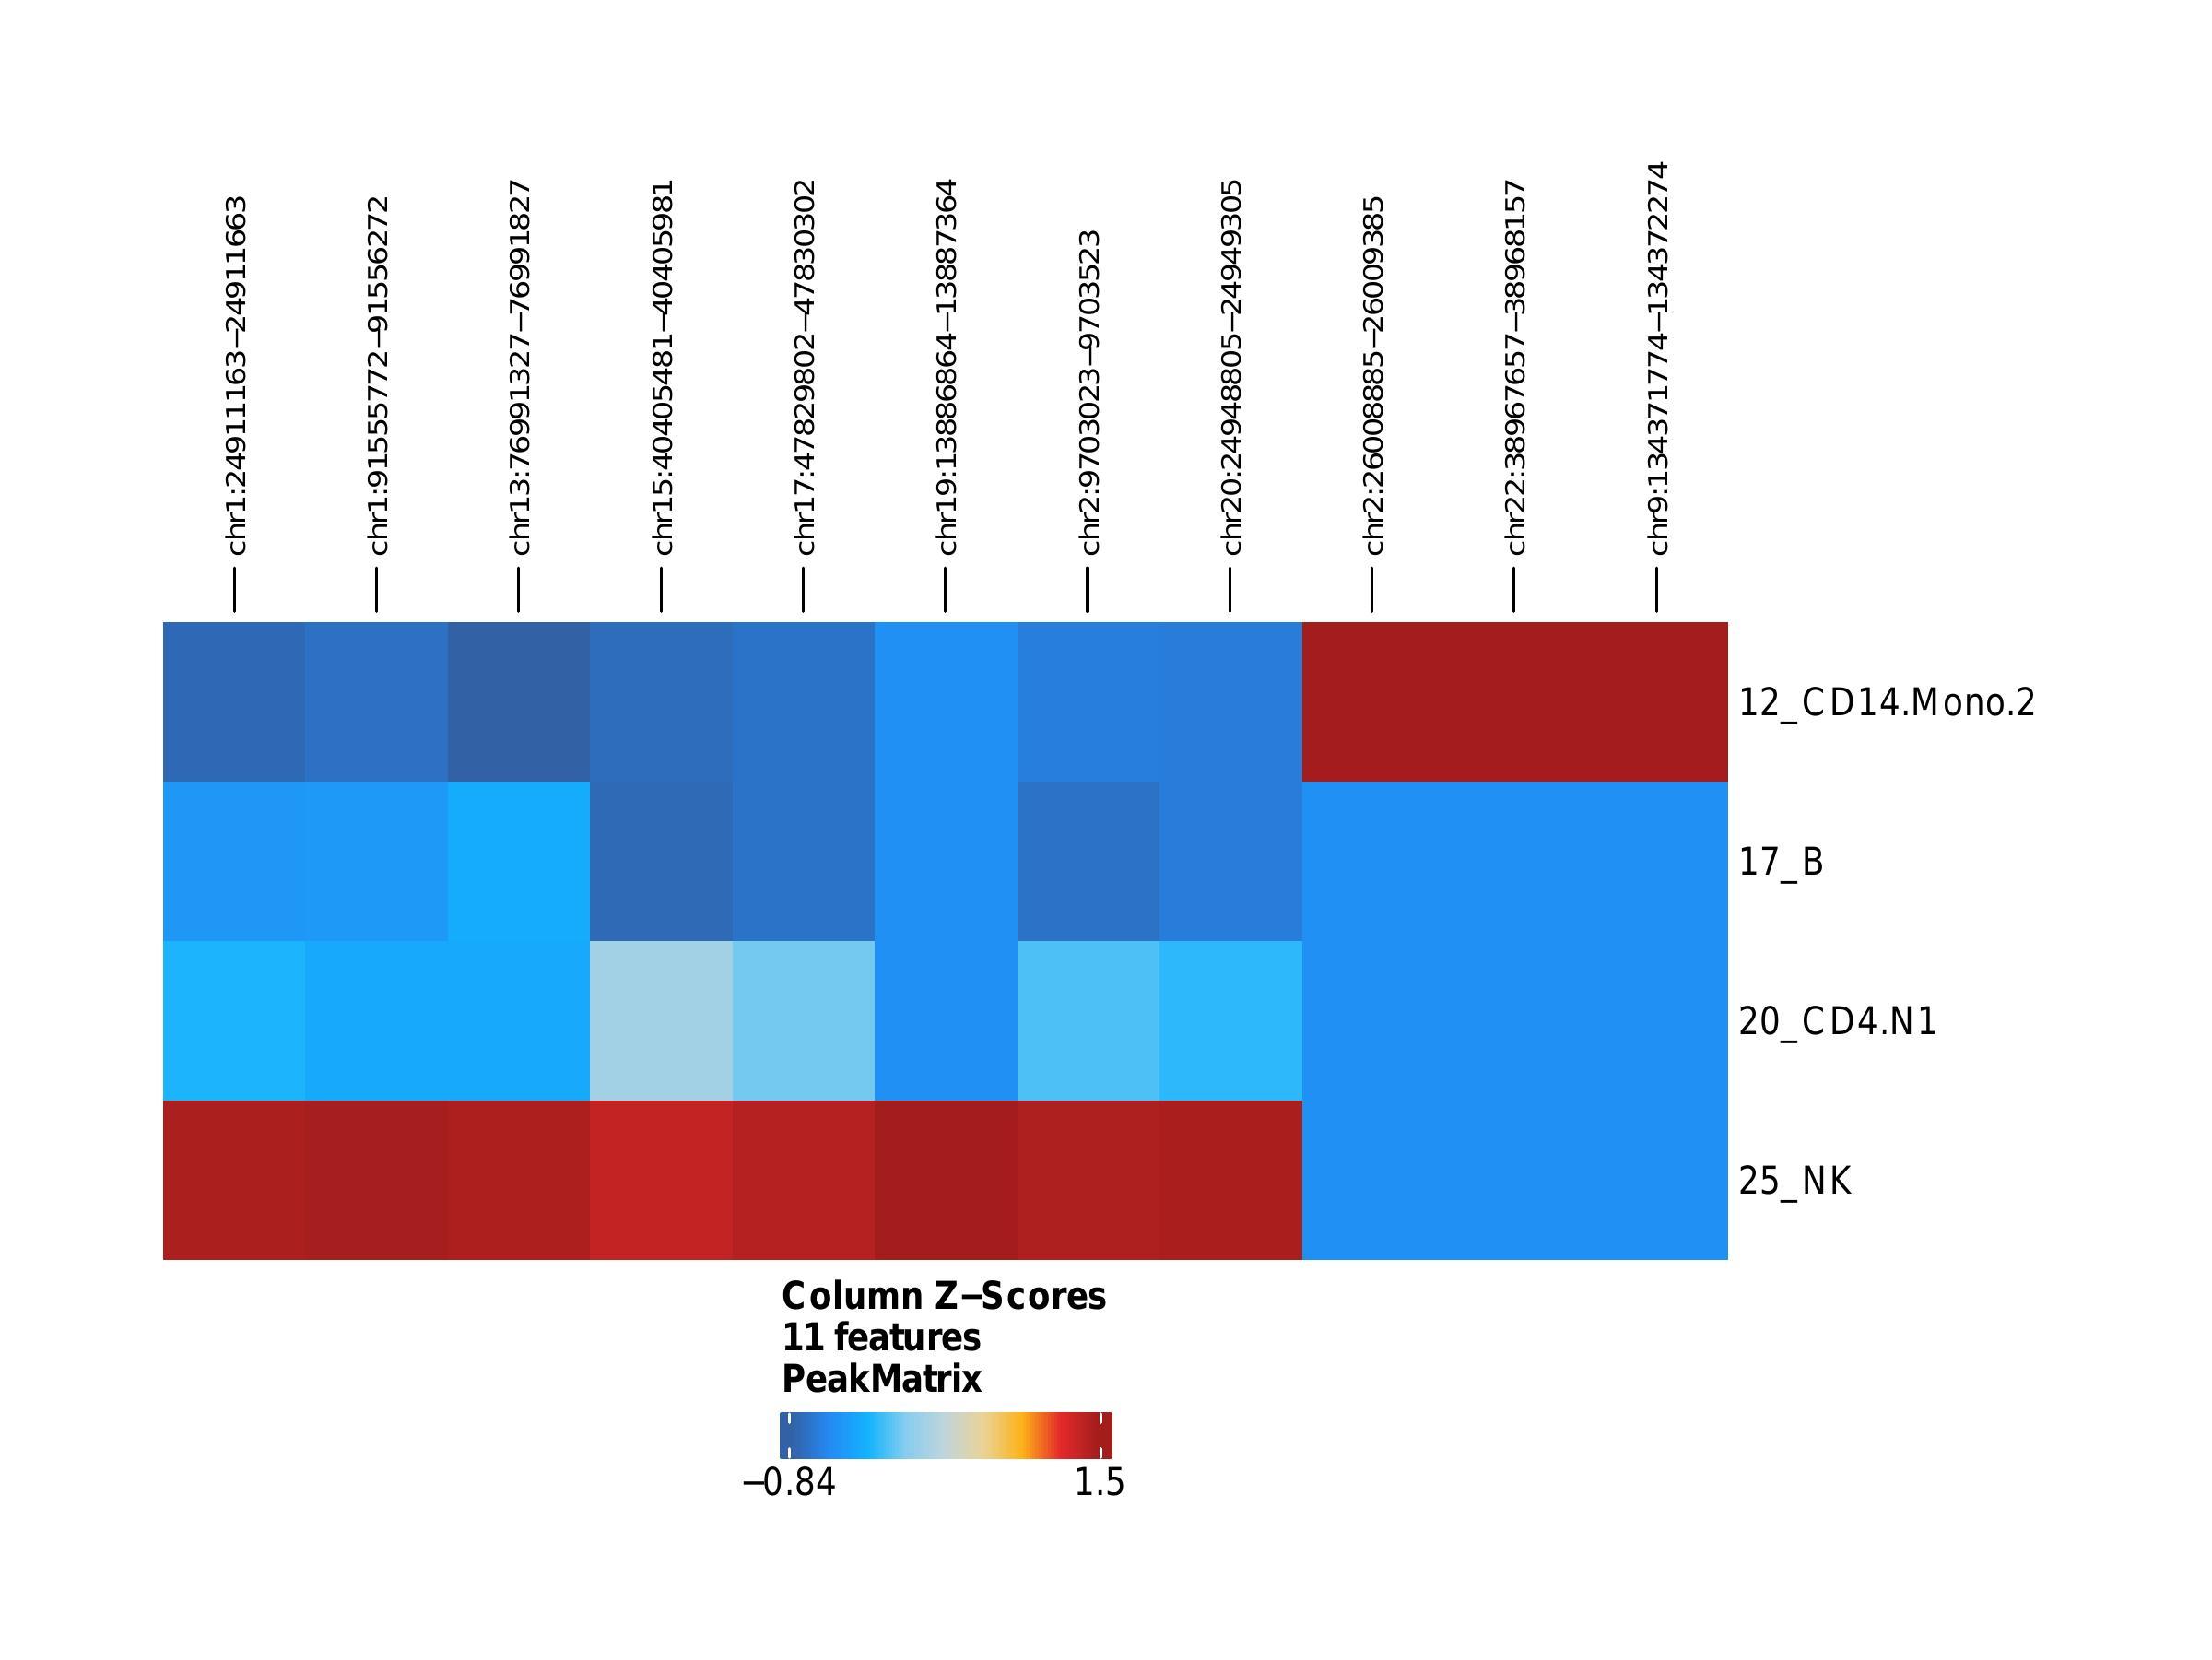 chr1:24911163−24911663
chr1:91555772−91556272
chr13:76991327−76991827
chr15:40405481−40405981
chr17:47829802−47830302
chr19:13886864−13887364
chr2:9703023−9703523
chr20:24948805−24949305
chr2:26008885−26009385
chr22:38967657−38968157
chr9:134371774−134372274
12_CD14.Mono.2
17_B
20_CD4.N1
25_NK
Column Z−Scores
11 features
PeakMatrix
−0.84
1.5